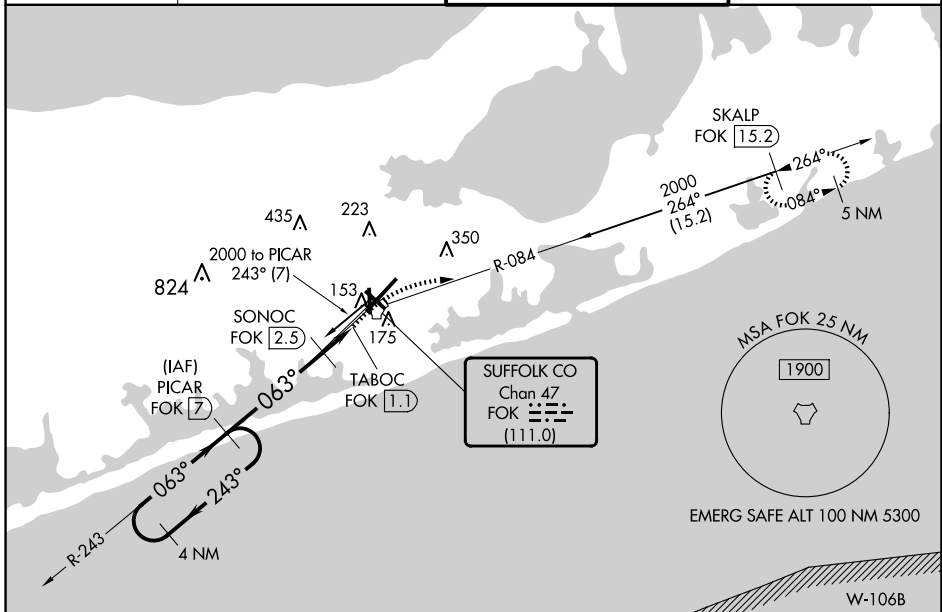 SKALP
FOK 15.2
264°
084°
5 NM
2000
264°
(15.2)
R-084
435
223
350
2000 to PICAR
243° (7)
824
153
175
SONOC
FOK 2.5
TABOC
FOK 1.1
(IAF)
PICAR
FOK 7
063°
063°
243°
R-243
4 NM
SUFFOLK CO
Chan 47
FOK
(111.0)
MSA FOK 25 NM
1900
EMERG SAFE ALT 100 NM 5300
W-106B